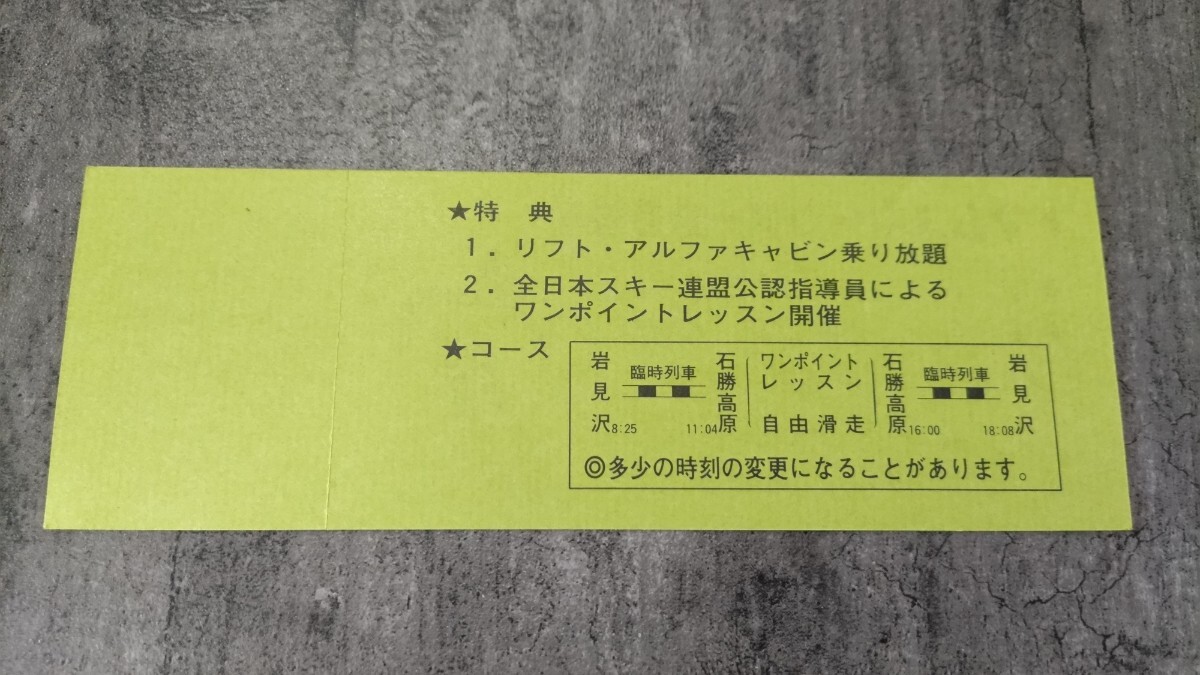 ★特典
1．リフト・アルファキャビン乗り放題
2．全日本スキー連盟公認指導員による
ワンポイントレッスン開催
★コース
岩見沢 8:25
臨時列車
11:04 石勝高原
ワンポイント
レッスン
自由滑走
石勝高原 16:00
臨時列車
18:08 岩見沢
◎多少の時刻の変更になることがあります。